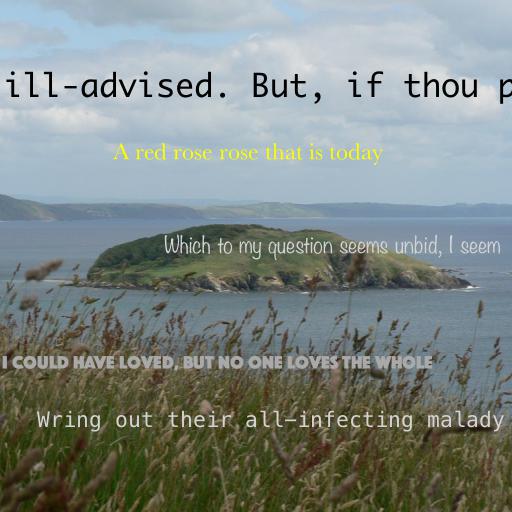 ill-advised. But, if thou p
A red rose rose that is today
Which to my question seems unbid, I seem
I COULD HAVE LOVED, BUT NO ONE LOVES THE WHOLE
Wring out their all-infecting malady